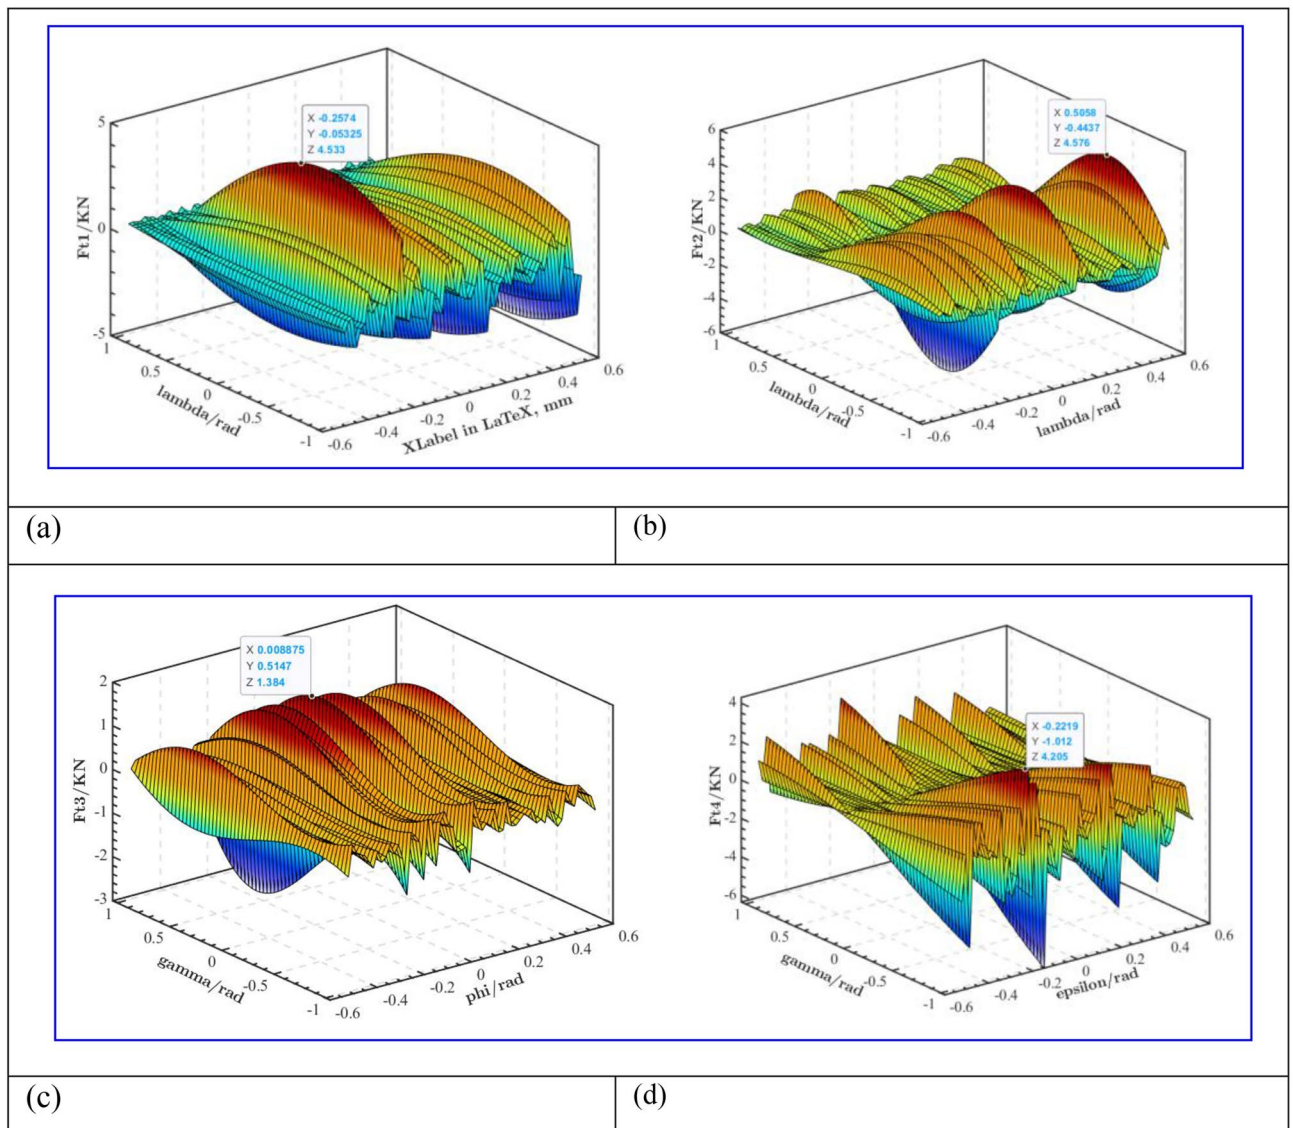 X -0.2574
Y -0.05325
Z 4.533
5
0
-5
Ft1/KN
1
0.5
0
-0.5
-1
lambda/rad
-0.6
-0.4
-0.2
0
0.2
0.4
0.6
XLabel in LaTeX, mm
X 0.5058
Y -0.4437
Z 4.576
6
4
2
0
-2
-4
-6
Ft2/KN
1
0.5
0
-0.5
-1
lambda/rad
-0.6
-0.4
-0.2
0
0.2
0.4
0.6
lambda/rad
(a)
(b)
X 0.008875
Y 0.5147
Z 1.384
2
1
0
-1
-2
-3
Ft3/KN
1
0.5
0
-0.5
-1
gamma/rad
-0.6
-0.4
-0.2
0
0.2
0.4
0.6
phi/rad
X -0.2219
Y -1.012
Z 4.205
4
2
0
-2
-4
-6
Ft4/KN
1
0.5
0
-0.5
-1
gamma/rad
-0.6
-0.4
-0.2
0
0.2
0.4
0.6
epsilon/rad
(c)
(d)